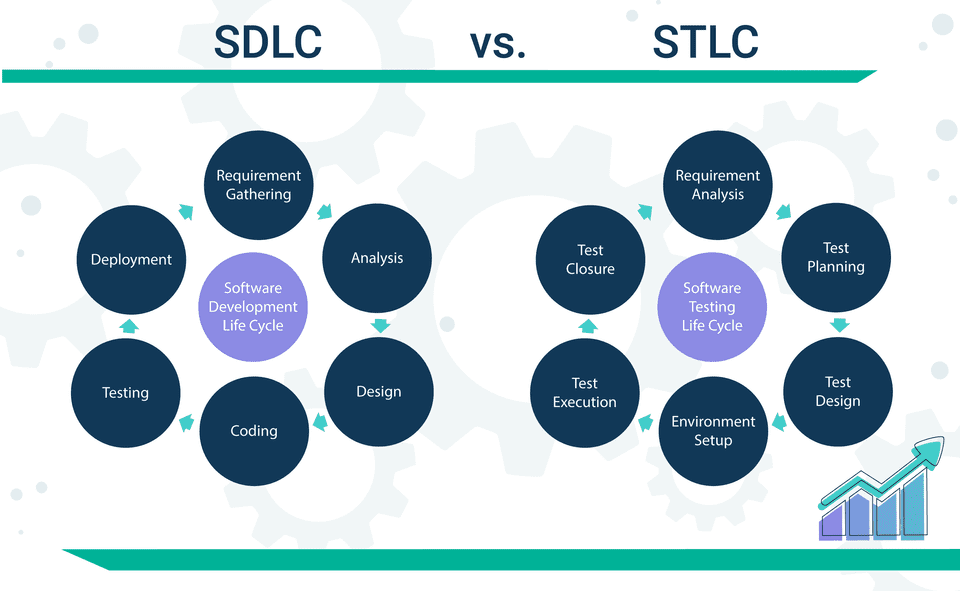 SDLC vs. STLC
Requirement
Gathering
Analysis
Design
Coding
Testing
Deployment
Software
Development
Life Cycle
Requirement
Analysis
Test
Planning
Test
Design
Environment
Setup
Test
Execution
Test
Closure
Software
Testing
Life Cycle